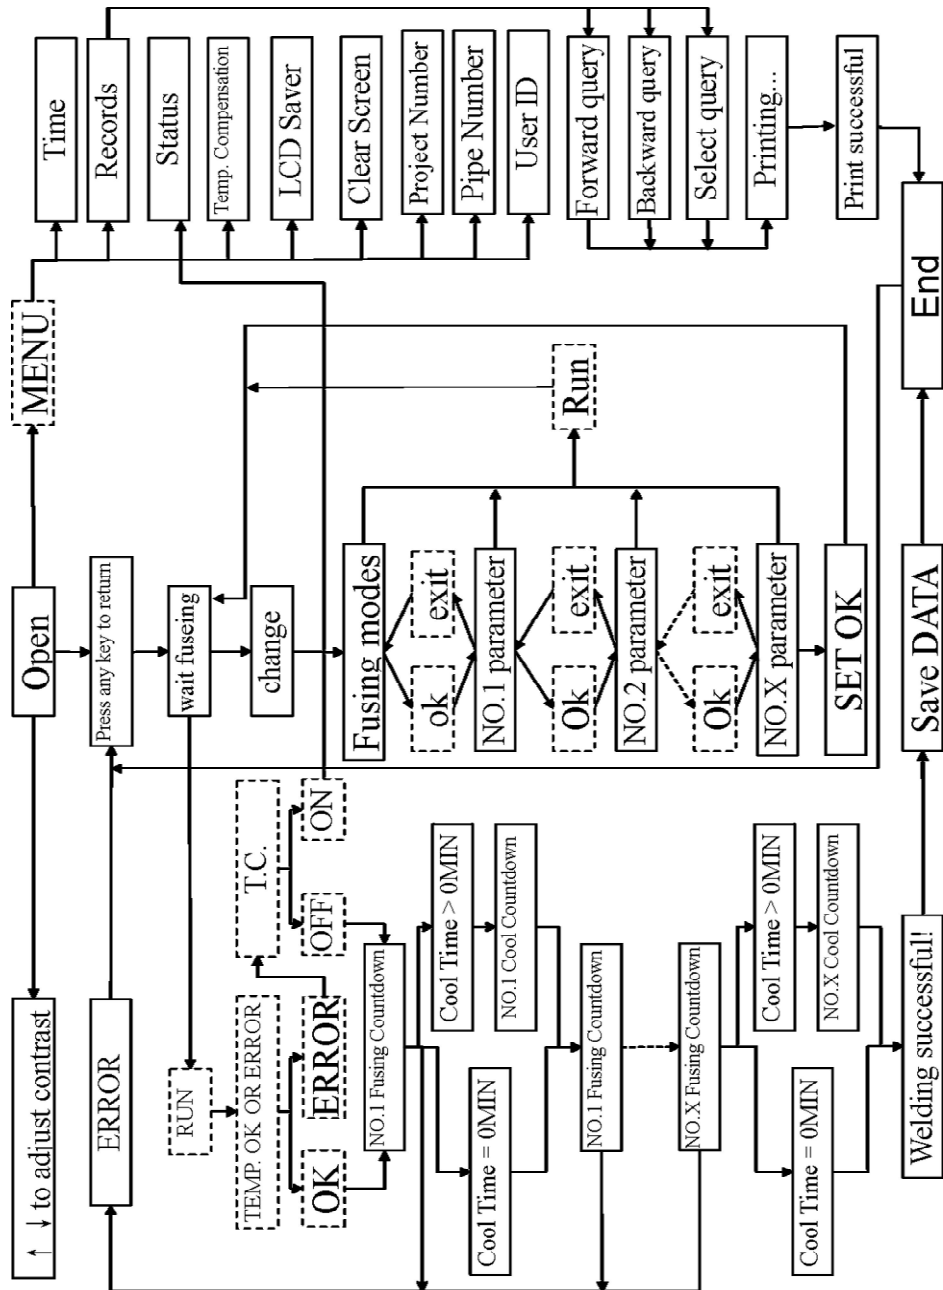 ↑ ↓ to adjust contrast
Open
MENU
Time
Records
Status
Temp. Compensation
LCD Saver
Clear Screen
Project Number
Pipe Number
User ID
Forward query
Backward query
Select query
Printing...
Print successful
End
ERROR
Press any key to return
wait fuseing
change
RUN
TEMP. OK OR ERROR
OK
ERROR
T.C.
OFF
ON
Fusing modes
ok
exit
NO.1 parameter
Ok
exit
NO.2 parameter
Ok
exit
NO.X parameter
SET OK
Run
NO.1 Fusing Countdown
Cool Time = 0MIN
Cool Time > 0MIN
NO.1 Cool Countdown
NO.1 Fusing Countdown
NO.X Fusing Countdown
Cool Time = 0MIN
Cool Time > 0MIN
NO.X Cool Countdown
Welding successful!
Save DATA